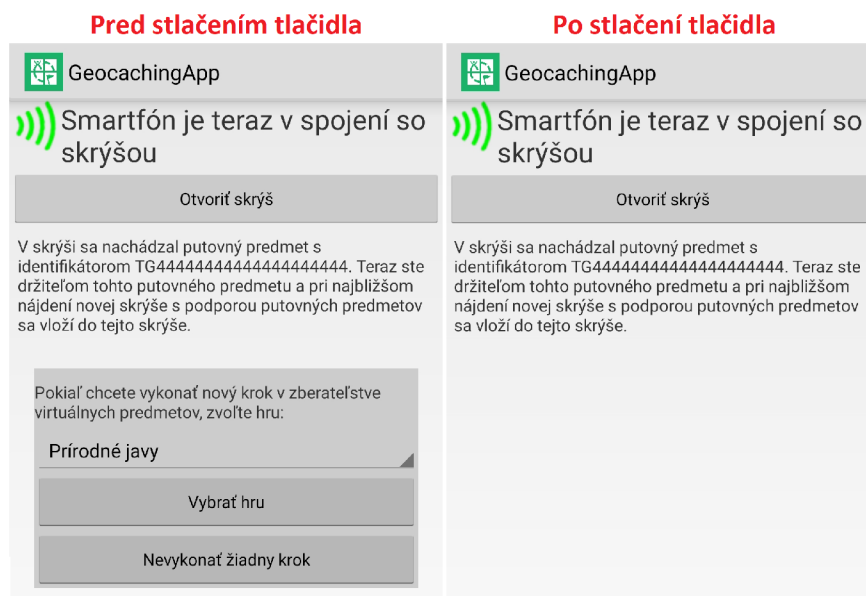 Pred stlačením tlačidla
GeocachingApp
Smartfón je teraz v spojení so
skrýšou
Otvoriť skrýš
V skrýši sa nachádzal putovný predmet s
identifikátorom TG44444444444444444444. Teraz ste
držiteľom tohto putovného predmetu a pri najbližšom
nájdení novej skrýše s podporou putovných predmetov
sa vloží do tejto skrýše.
Pokiaľ chcete vykonať nový krok v zberateľstve
virtuálnych predmetov, zvoľte hru:
Prírodné javy
Vybrať hru
Nevykonať žiadny krok
Po stlačení tlačidla
GeocachingApp
Smartfón je teraz v spojení so
skrýšou
Otvoriť skrýš
V skrýši sa nachádzal putovný predmet s
identifikátorom TG44444444444444444444. Teraz ste
držiteľom tohto putovného predmetu a pri najbližšom
nájdení novej skrýše s podporou putovných predmetov
sa vloží do tejto skrýše.